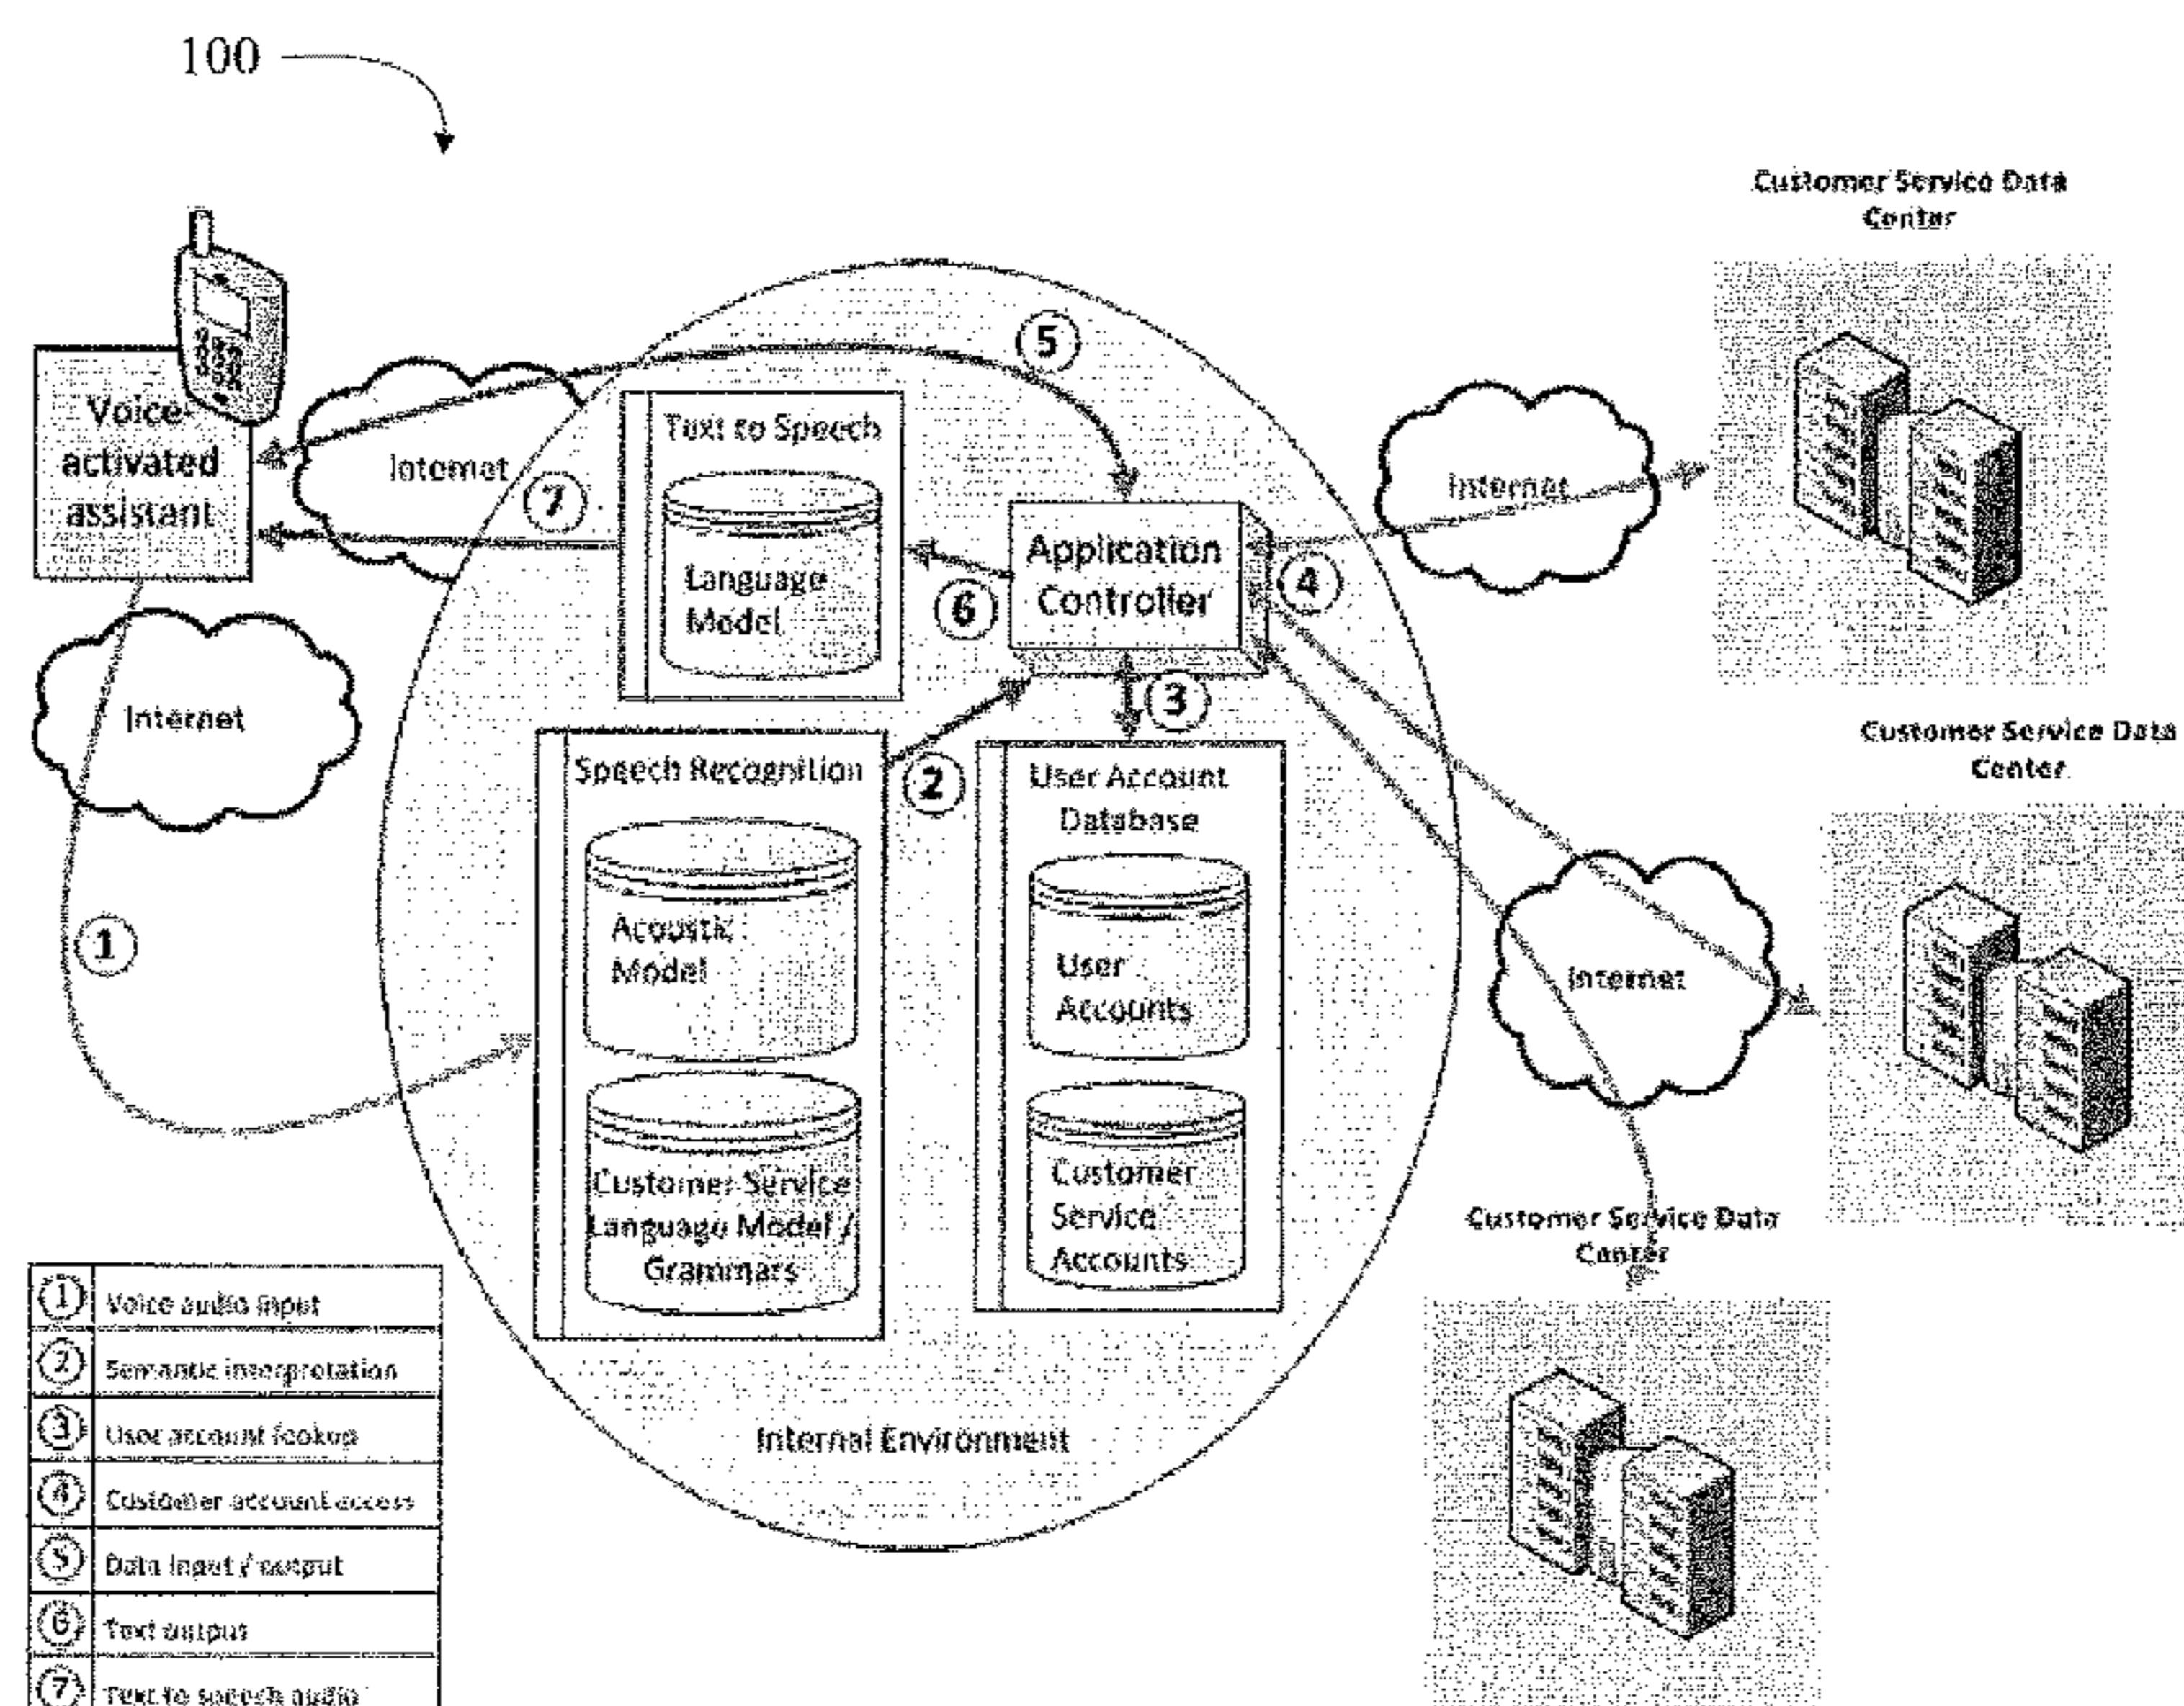 100
Customer Service Data
Center
Voice-
activated
assistant
Internet
5
Text to Speech
Language
Model
7
6
Application
Controller
4
Internet
3
Internet
Speech Recognition
2
Acoustic
Model
Customer Service
Language Model /
Grammars
User Account
Database
User
Accounts
Customer
Service
Accounts
1
Customer Service Data
Center
Internet
Customer Service Data
Center
Internal Environment
1 Voice audio input
2 Semantic interpretation
3 User account lookup
4 Customer account access
5 Data input / output
6 Text output
7 Text to speech audio